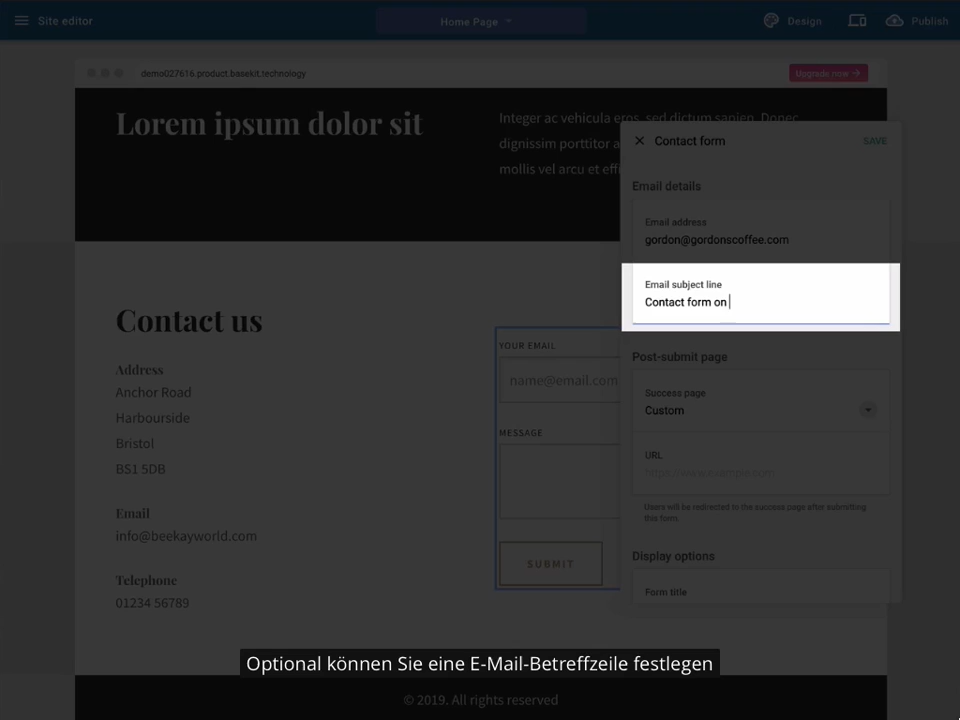 Site editor
Home Page
Design
Publish
demo027616.product.basekit.technology
Upgrade now →
Lorem ipsum dolor sit
Integer ac vehicula eros, sed dictum sapien. Donec
dignissim porttitor a
mollis vel arcu et effi
Contact us
Address
Anchor Road
Harbourside
Bristol
BS1 5DB
Email
info@beekayworld.com
Telephone
01234 56789
YOUR EMAIL
name@email.com
MESSAGE
SUBMIT
Contact form
SAVE
Email details
Email address
gordon@gordonscoffee.com
Email subject line
Contact form on
Post-submit page
Success page
Custom
URL
https://www.example.com
Users will be redirected to the success page after submitting
this form.
Display options
Form title
Optional können Sie eine E-Mail-Betreffzeile festlegen
© 2019. All rights reserved